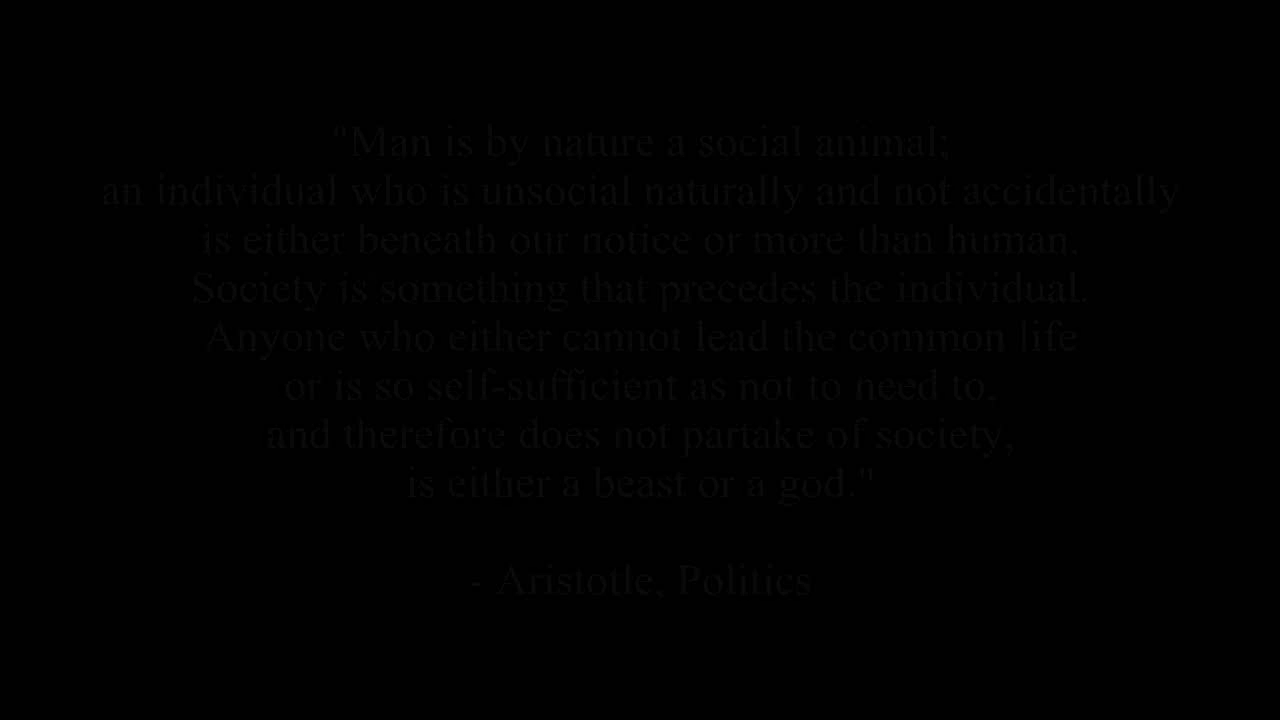 "Man is by nature a social animal;
an individual who is unsocial naturally and not accidentally
is either beneath our notice or more than human.
Society is something that precedes the individual.
Anyone who either cannot lead the common life
or is so self-sufficient as not to need to,
and therefore does not partake of society,
is either a beast or a god."
- Aristotle, Politics